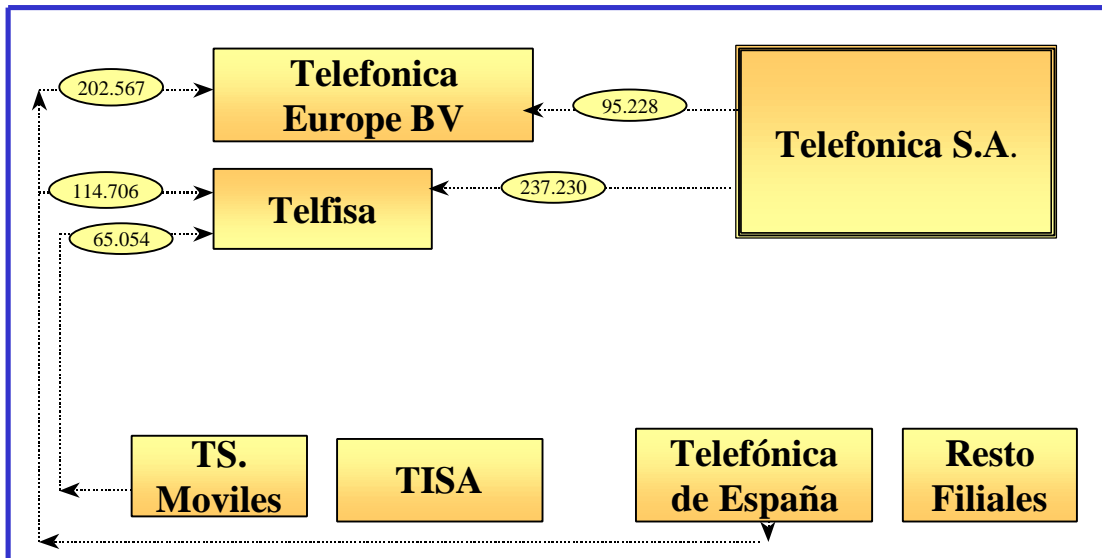 202.567
Telefonica
Europe BV
95.228
Telefonica S.A.
114.706
Telfisa
237.230
65.054
TS.
Moviles
TISA
Telefónica
de España
Resto
Filiales